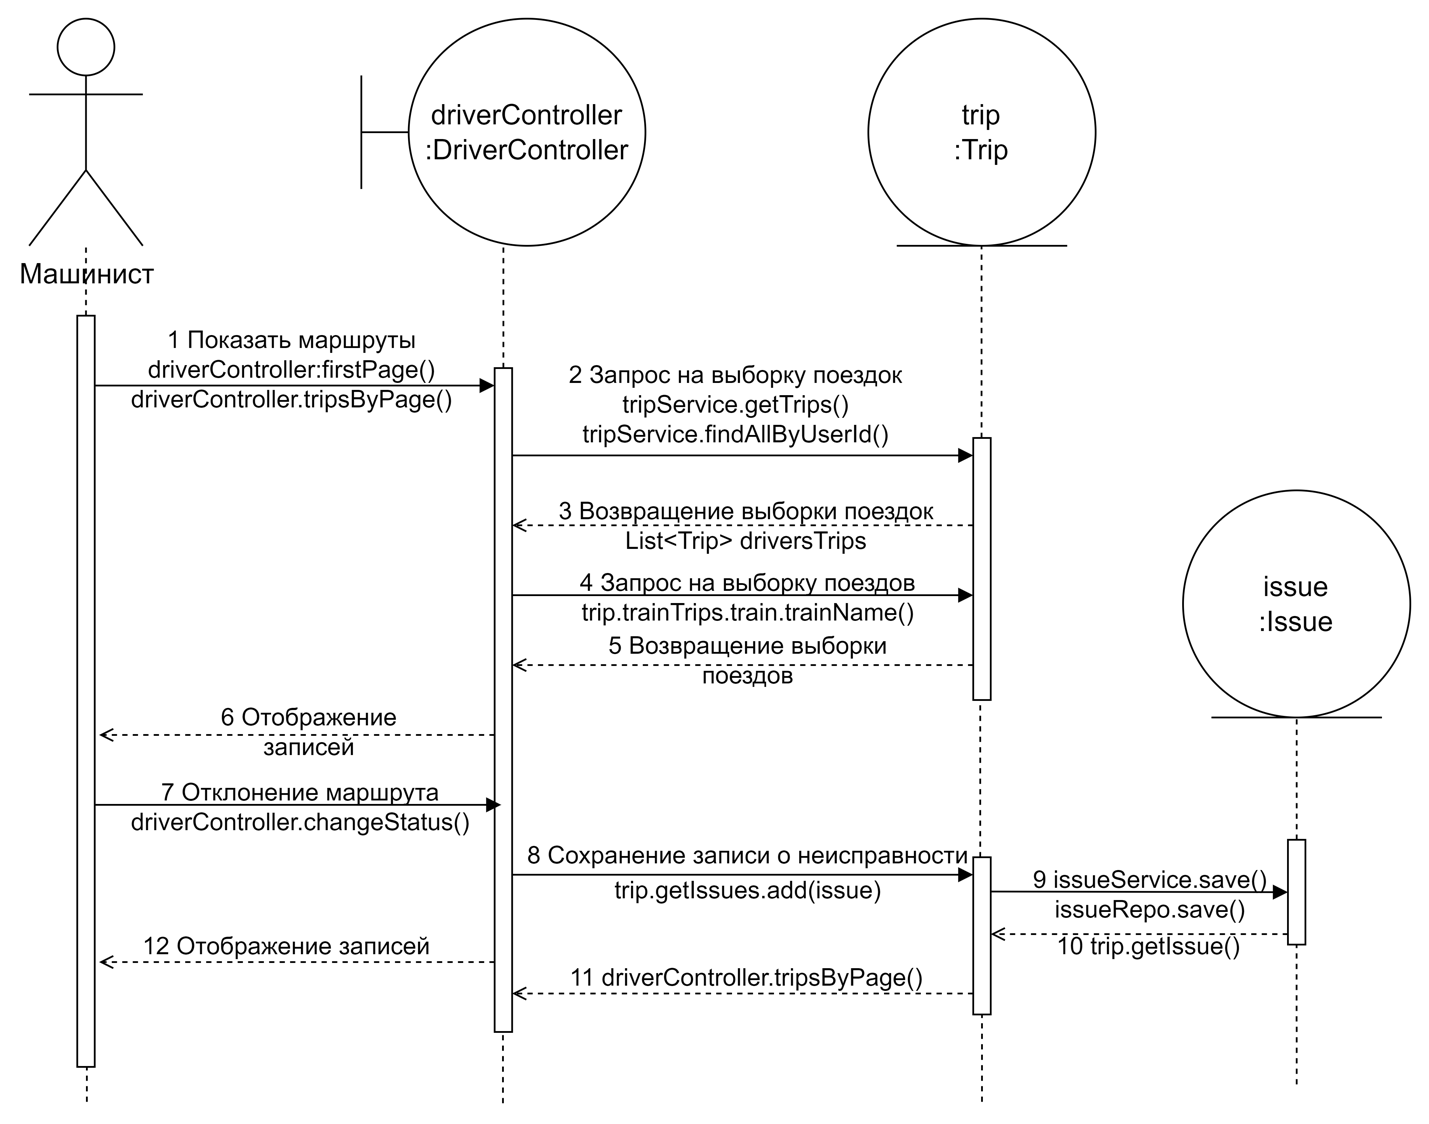 driverController
:DriverController
trip
:Trip
Машинист
1 Показать маршруты
driverController:firstPage()
driverController.tripsByPage()
2 Запрос на выборку поездок
tripService.getTrips()
tripService.findAllByUserId()
3 Возвращение выборки поездок
List<Trip> driversTrips
4 Запрос на выборку поездов
trip.trainTrips.train.trainName()
issue
:Issue
5 Возвращение выборки
поездов
6 Отображение
записей
7 Отклонение маршрута
driverController.changeStatus()
8 Сохранение записи о неисправности
trip.getIssues.add(issue)
9 issueService.save()
issueRepo.save()
10 trip.getIssue()
12 Отображение записей
11 driverController.tripsByPage()